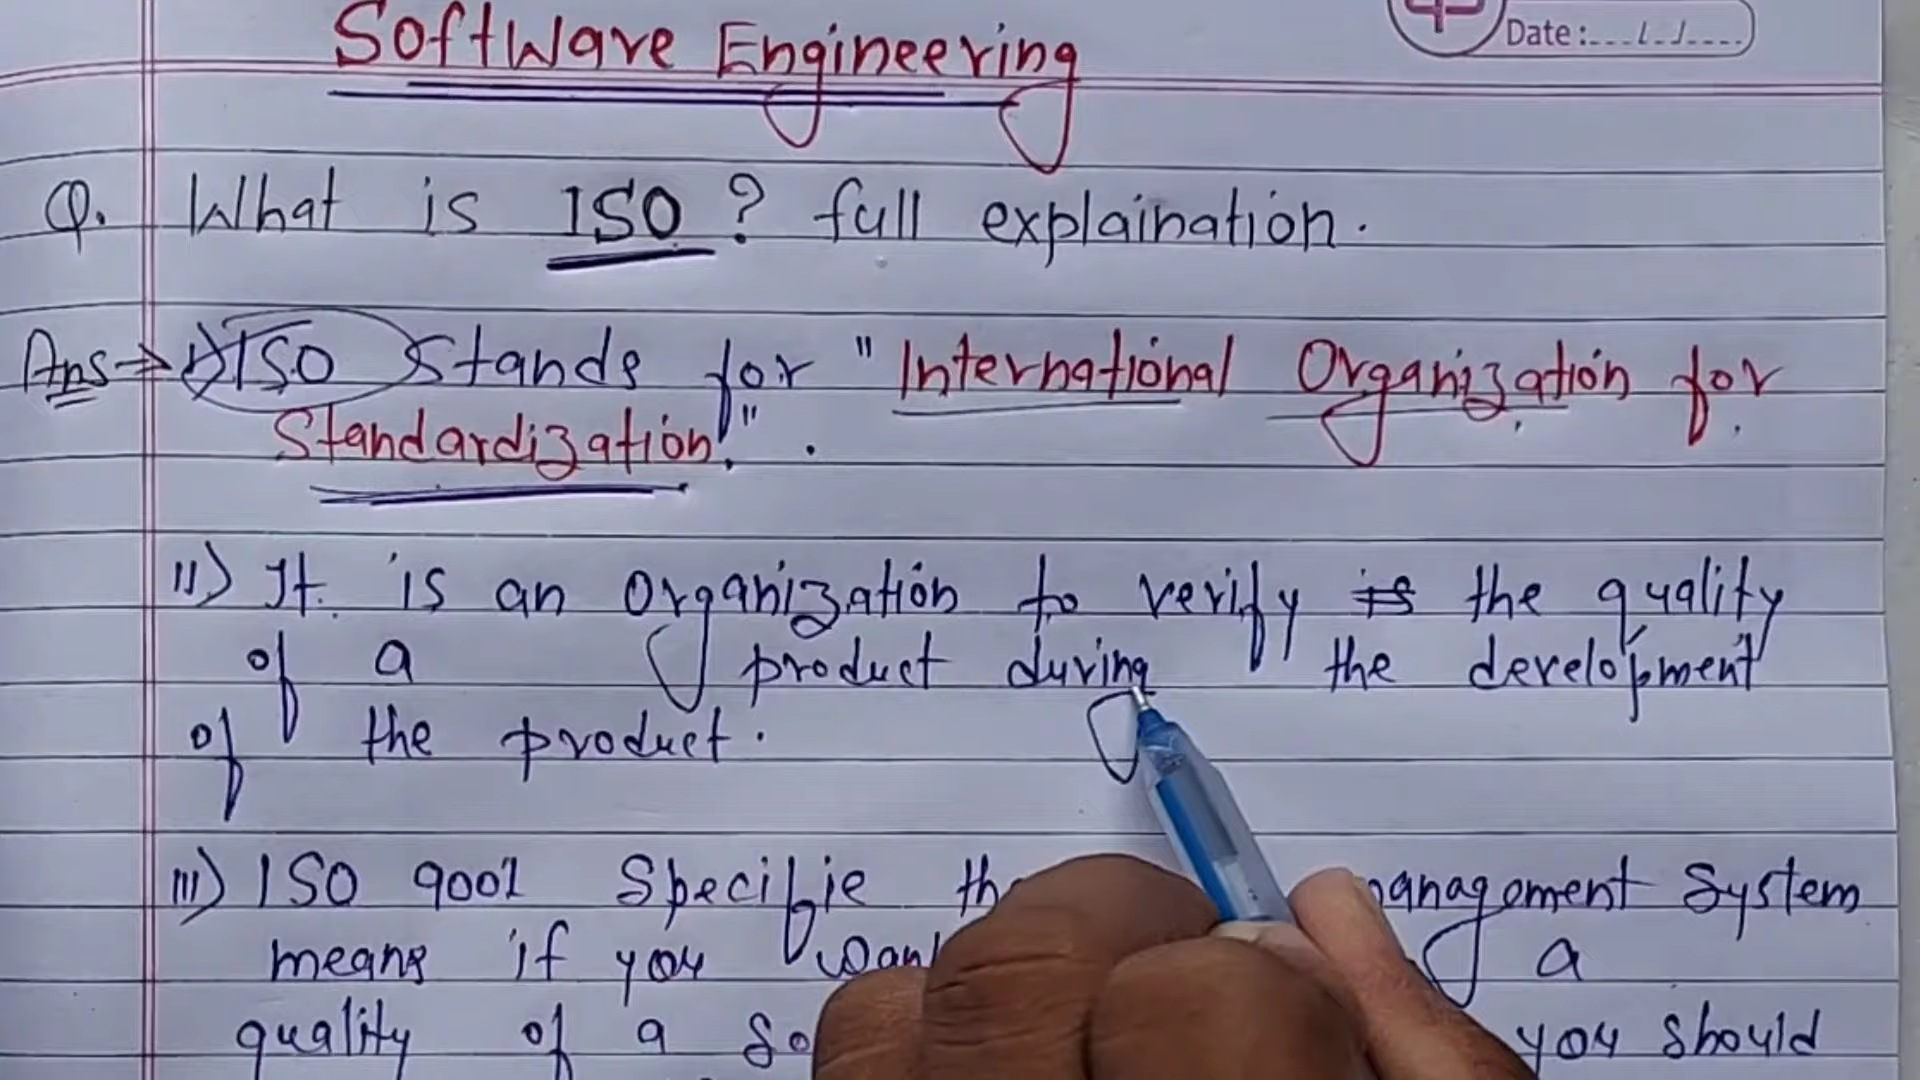 Software Engineering
Date :.../../....
Q. What is ISO ? full explaination.
Ans → i) ISO Stands for "International Organization for
Standardization." .
ii) It is an Organization to verify is the quality
of a product during the development
of the product.
iii) ISO 9001 Specifie management System
means if you a
quality of a you should